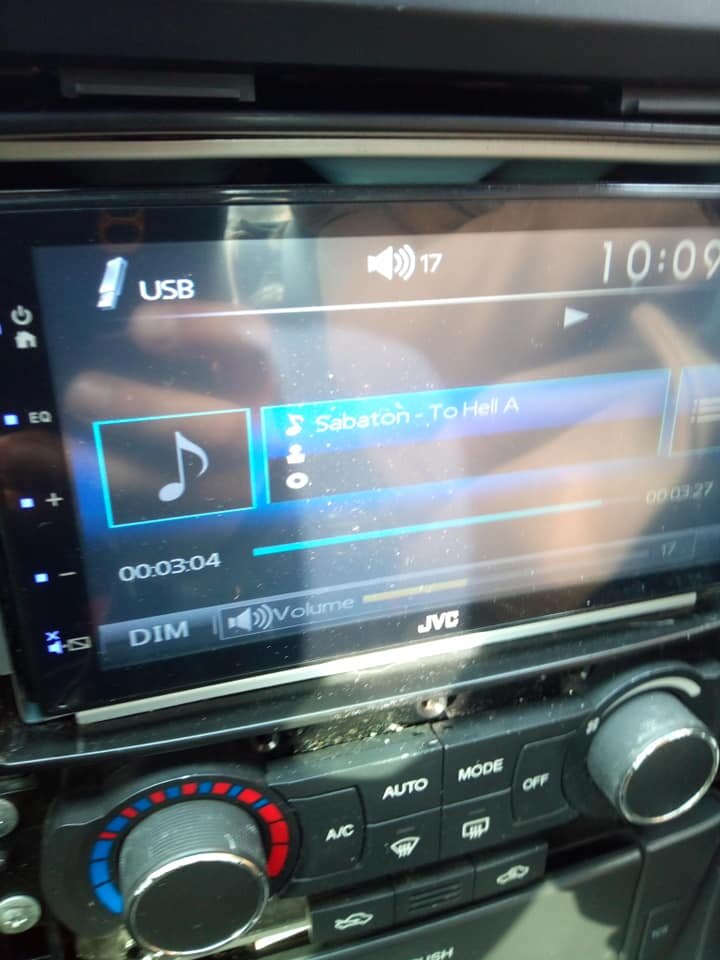 USB 17 10:09
EQ
Sabaton - To Hell A
+
00:03:27
00:03:04
-
17
DIM Volume
JVC
AUTO MODE OFF
A/C